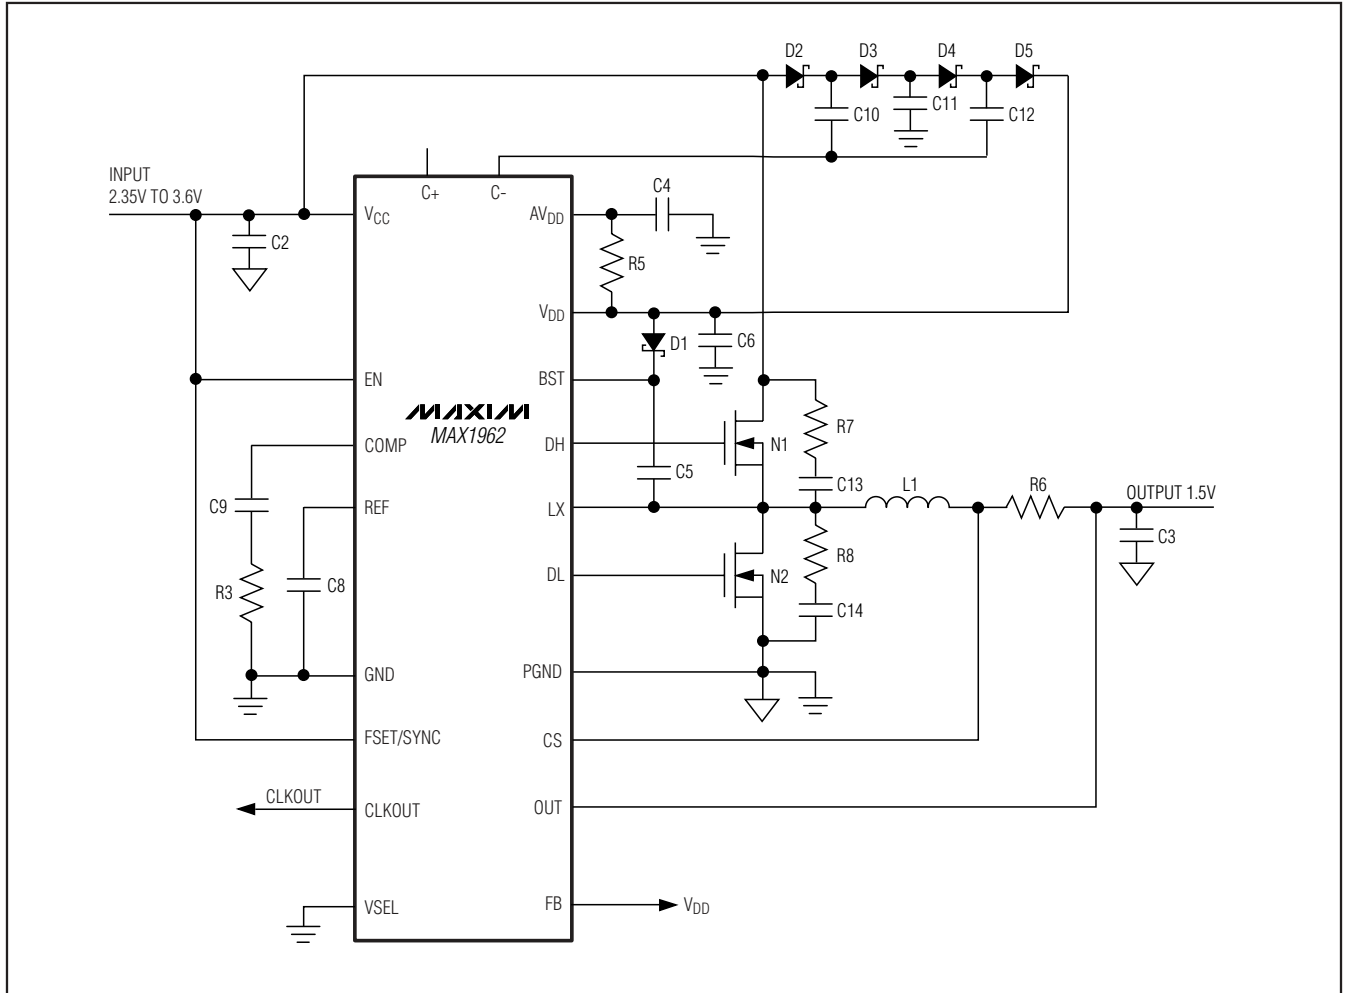 D2 D3 D4 D5
C10 C11 C12
INPUT
2.35V TO 3.6V
C+ C-
C4
VCC AVDD
C2
R5
VDD
D1 C6
EN BST
MAXIM
MAX1962
R7
COMP DH N1
C5
C13 L1 R6
C9
REF LX OUTPUT 1.5V
C3
R8
R3 C8
DL N2
C14
GND PGND
FSET/SYNC CS
CLKOUT
CLKOUT OUT
VSEL FB VDD